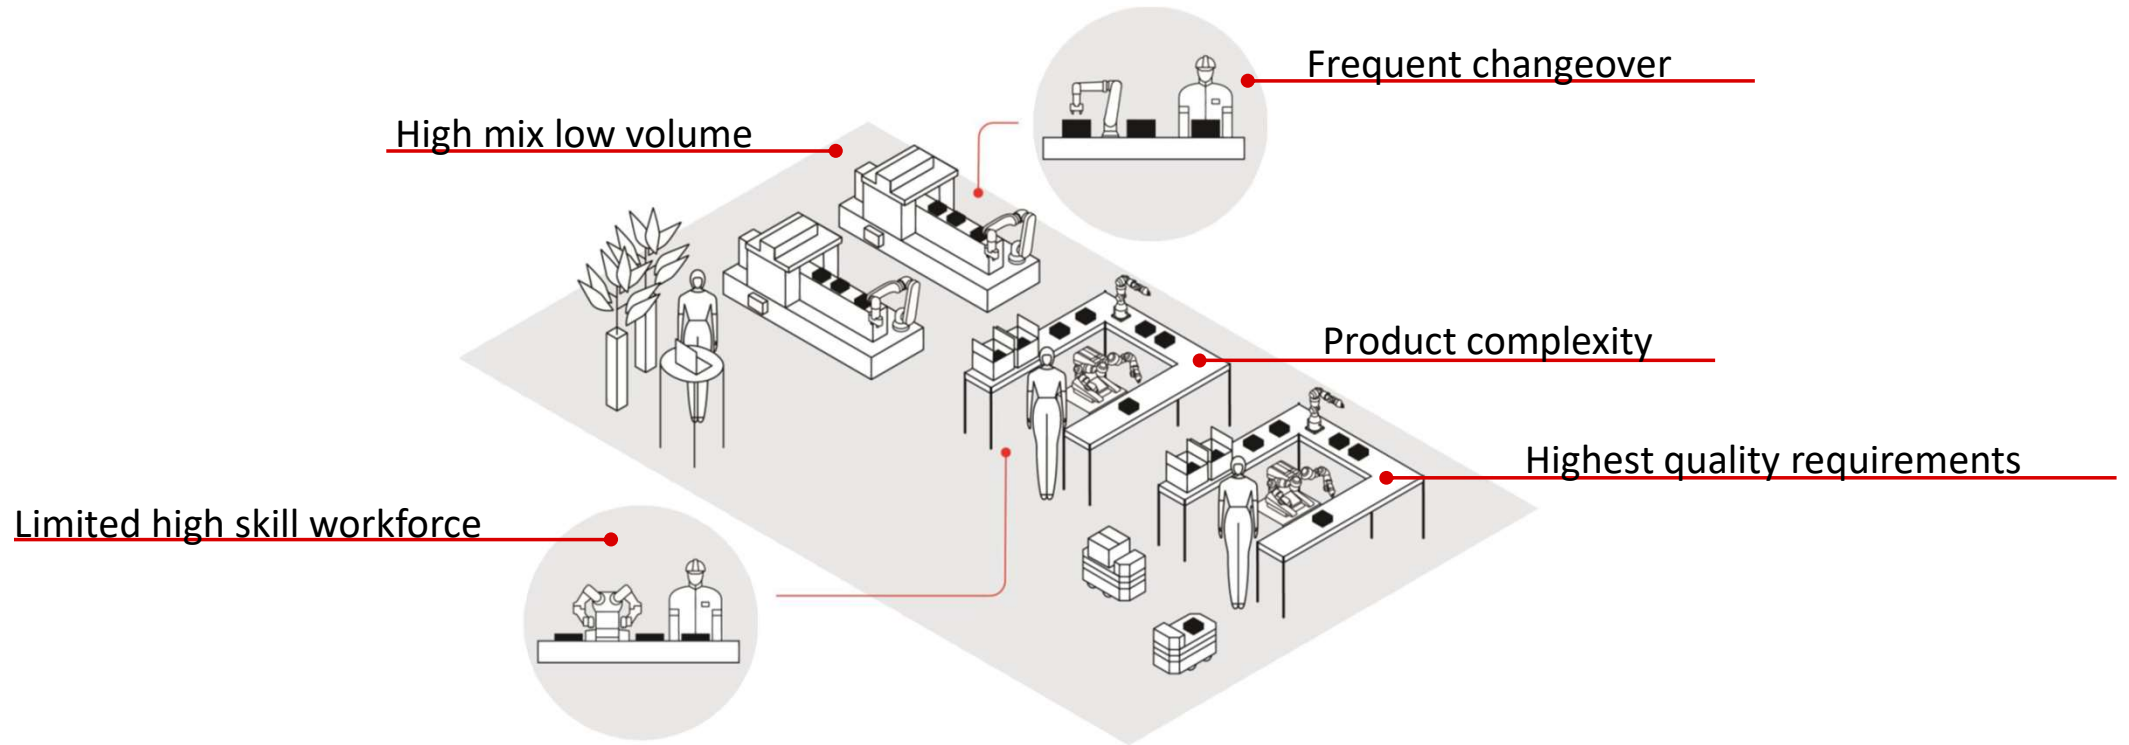 Frequent changeover
High mix low volume
Product complexity
Highest quality requirements
Limited high skill workforce